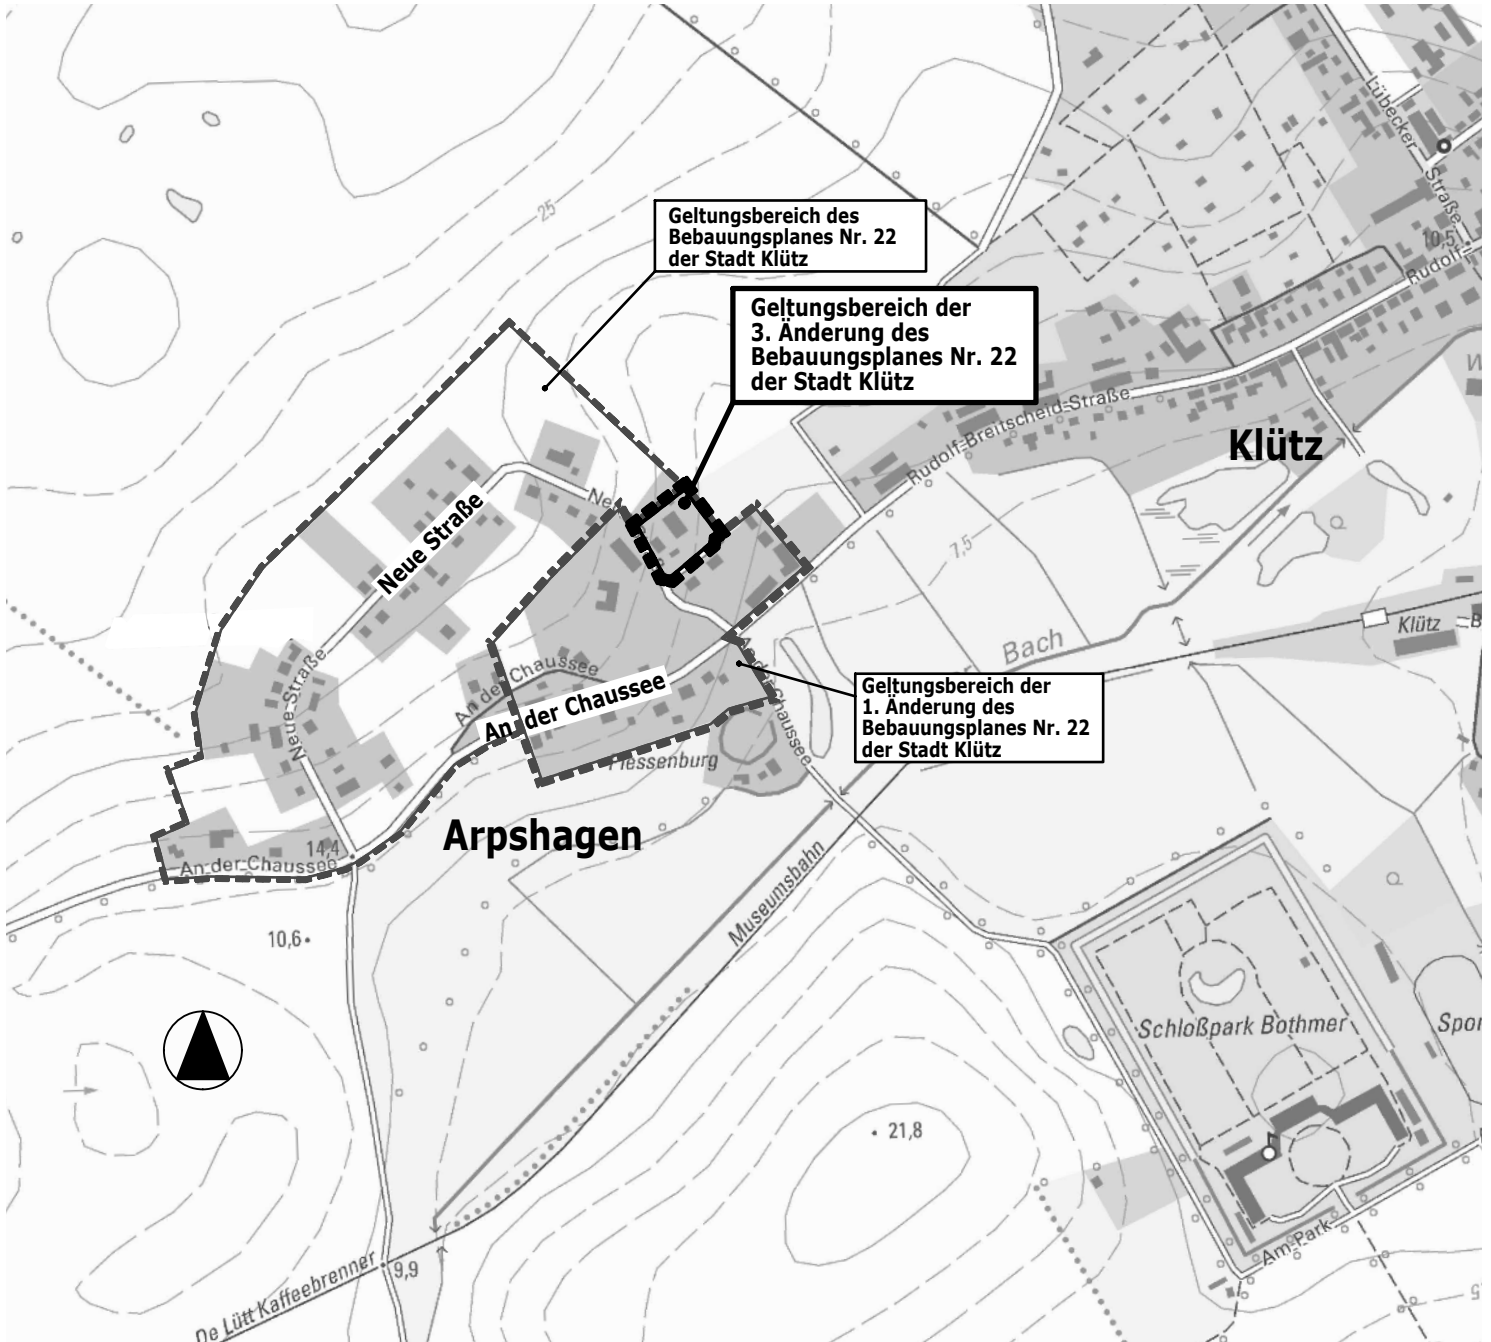 Lübecker
Straße
10,5
Rudolf-
25
Geltungsbereich des
Bebauungsplanes Nr. 22
der Stadt Klütz
Geltungsbereich der
3. Änderung des
Bebauungsplanes Nr. 22
der Stadt Klütz
Rudolf-Breitscheid-Straße
Klütz
Neue Straße
7,5
Klütz
Bach
An der Chaussee
An der Chaussee
An der Chaussee
Neue Straße
Geltungsbereich der
1. Änderung des
Bebauungsplanes Nr. 22
der Stadt Klütz
Plessenburg
Arpshagen
14,4
An der Chaussee
Museumsbahn
10,6
Schloßpark Bothmer
Spor
21,8
Am Park
9,9
De Lütt Kaffeebrenner